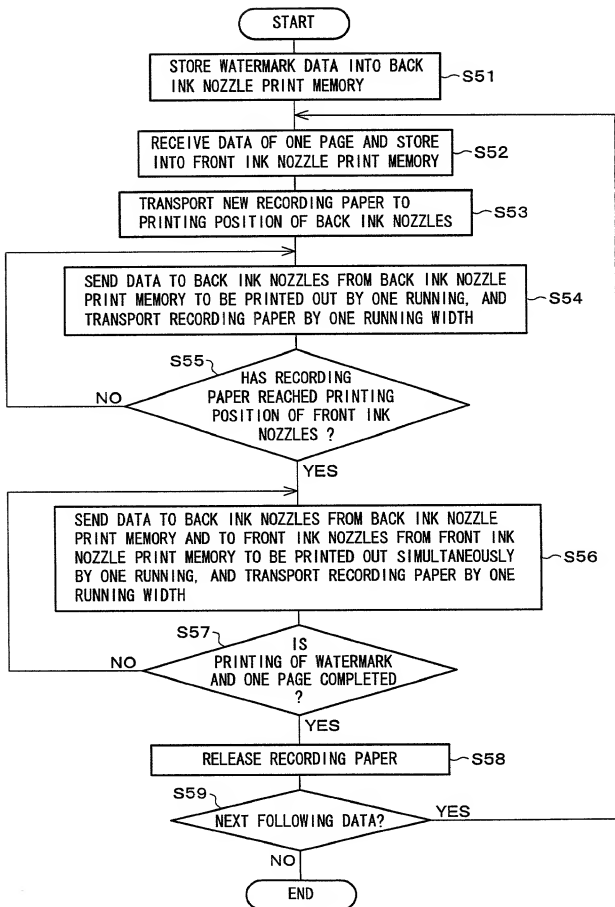 START
STORE WATERMARK DATA INTO BACK
INK NOZZLE PRINT MEMORY
S51
RECEIVE DATA OF ONE PAGE AND STORE
INTO FRONT INK NOZZLE PRINT MEMORY
S52
TRANSPORT NEW RECORDING PAPER TO
PRINTING POSITION OF BACK INK NOZZLES
S53
SEND DATA TO BACK INK NOZZLES FROM BACK INK NOZZLE
PRINT MEMORY TO BE PRINTED OUT BY ONE RUNNING, AND
TRANSPORT RECORDING PAPER BY ONE RUNNING WIDTH
S54
S55
HAS RECORDING
PAPER REACHED PRINTING
POSITION OF FRONT INK
NOZZLES ?
NO
YES
SEND DATA TO BACK INK NOZZLES FROM BACK INK NOZZLE
PRINT MEMORY AND TO FRONT INK NOZZLES FROM FRONT INK
NOZZLE PRINT MEMORY TO BE PRINTED OUT SIMULTANEOUSLY
BY ONE RUNNING, AND TRANSPORT RECORDING PAPER BY ONE
RUNNING WIDTH
S56
S57
IS
PRINTING OF WATERMARK
AND ONE PAGE COMPLETED
?
NO
YES
RELEASE RECORDING PAPER
S58
S59
NEXT FOLLOWING DATA?
YES
NO
END